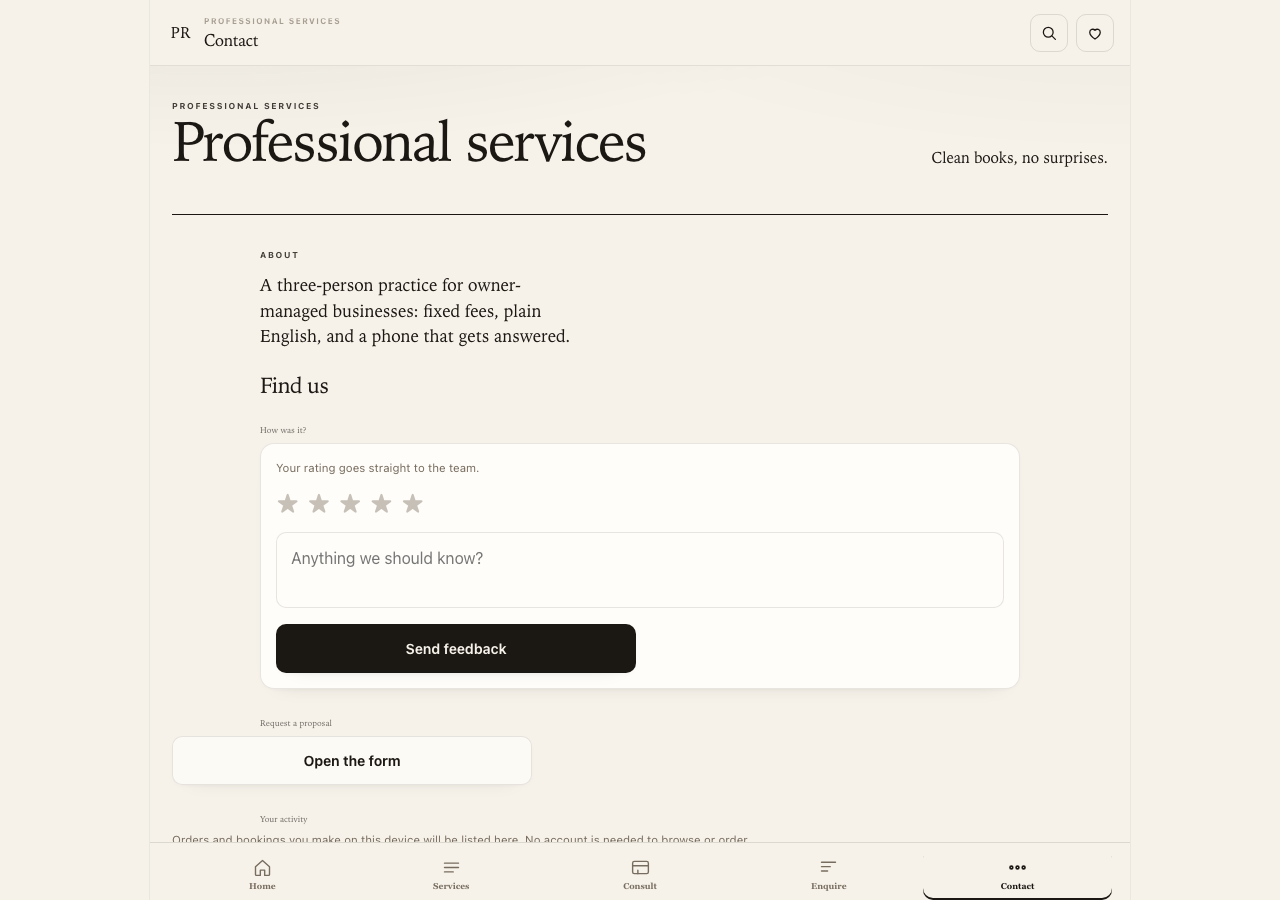 PR
PROFESSIONAL SERVICES
Contact
PROFESSIONAL SERVICES
Professional services
Clean books, no surprises.
ABOUT
A three-person practice for owner-
managed businesses: fixed fees, plain
English, and a phone that gets answered.
Find us
How was it?
Your rating goes straight to the team.
Anything we should know?
Send feedback
Request a proposal
Open the form
Your activity
Orders and bookings you make on this device will be listed here. No account is needed to browse or order.
Home
Services
Consult
Enquire
Contact